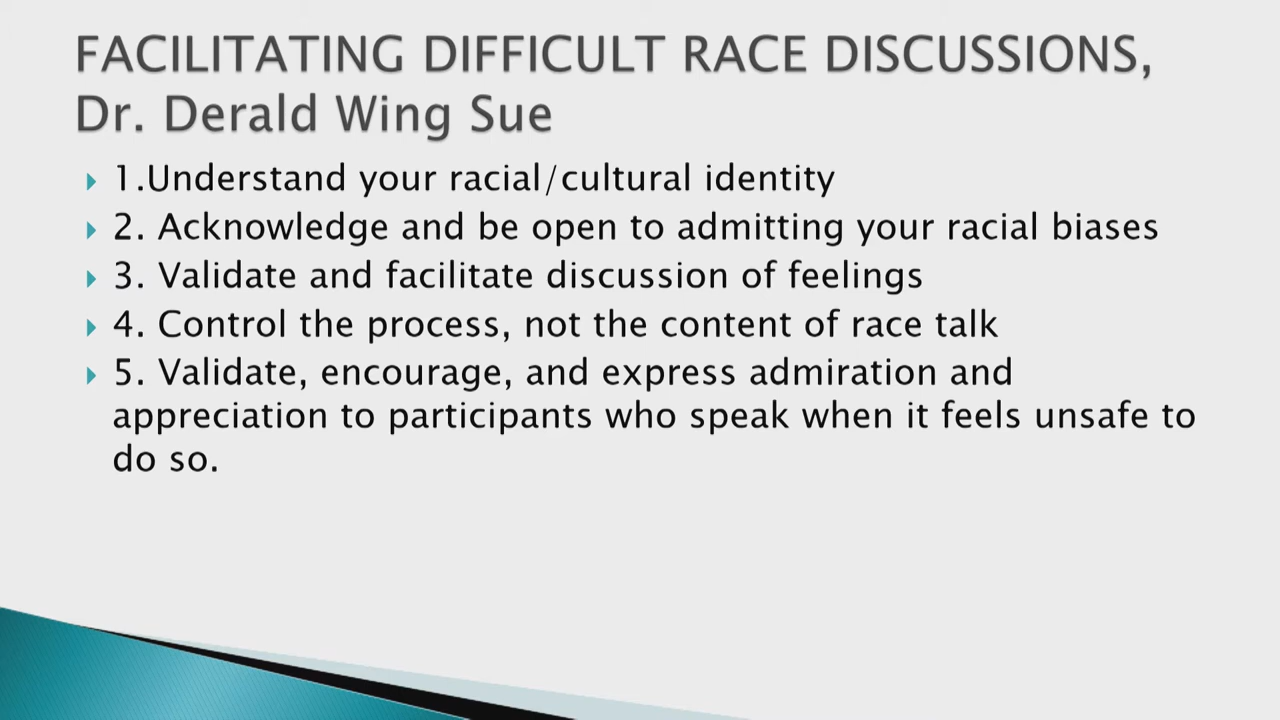 FACILITATING DIFFICULT RACE DISCUSSIONS,
Dr. Derald Wing Sue
1.Understand your racial/cultural identity
2. Acknowledge and be open to admitting your racial biases
3. Validate and facilitate discussion of feelings
4. Control the process, not the content of race talk
5. Validate, encourage, and express admiration and
appreciation to participants who speak when it feels unsafe to
do so.